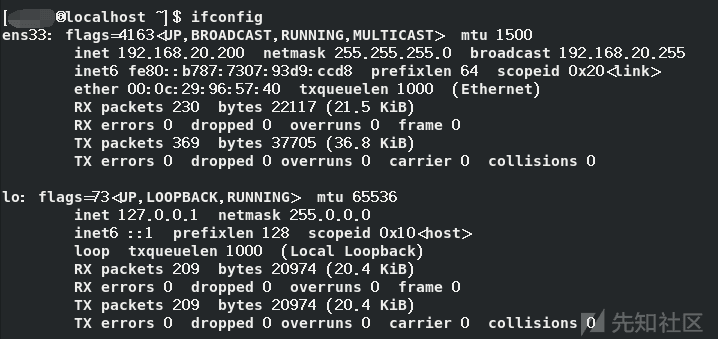 [@localhost ~]$ ifconfig
ens33: flags=4163<UP,BROADCAST,RUNNING,MULTICAST>  mtu 1500
inet 192.168.20.200  netmask 255.255.255.0  broadcast 192.168.20.255
inet6 fe80::b787:7307:93d9:ccd8  prefixlen 64  scopeid 0x20<link>
ether 00:0c:29:96:57:40  txqueuelen 1000  (Ethernet)
RX packets 230  bytes 22117 (21.5 KiB)
RX errors 0  dropped 0  overruns 0  frame 0
TX packets 369  bytes 37705 (36.8 KiB)
TX errors 0  dropped 0 overruns 0  carrier 0  collisions 0
lo: flags=73<UP,LOOPBACK,RUNNING>  mtu 65536
inet 127.0.0.1  netmask 255.0.0.0
inet6 ::1  prefixlen 128  scopeid 0x10<host>
loop  txqueuelen 1000  (Local Loopback)
RX packets 209  bytes 20974 (20.4 KiB)
RX errors 0  dropped 0  overruns 0  frame 0
TX packets 209  bytes 20974 (20.4 KiB)
TX errors 0  dropped 0 overruns 0  carrier 0  collisions 0
先知社区